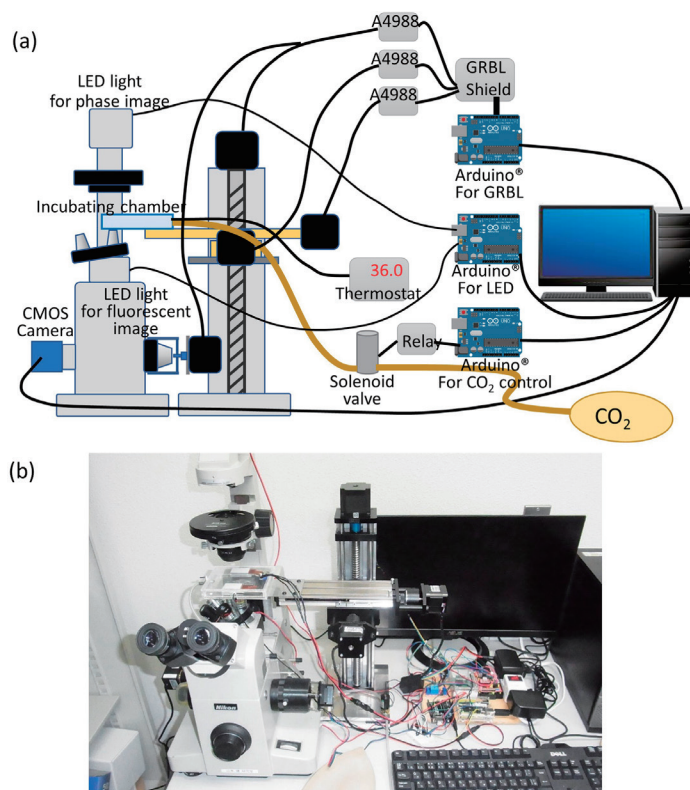 (a)
A4988
A4988
A4988
GRBL
Shield
LED light
for phase image
Arduino®
For GRBL
Incubating chamber
36.0
Thermostat
Arduino®
For LED
LED light
for fluorescent
image
CMOS
Camera
Relay
Solenoid
valve
Arduino®
For CO₂ control
CO₂
(b)
Nikon
DELL